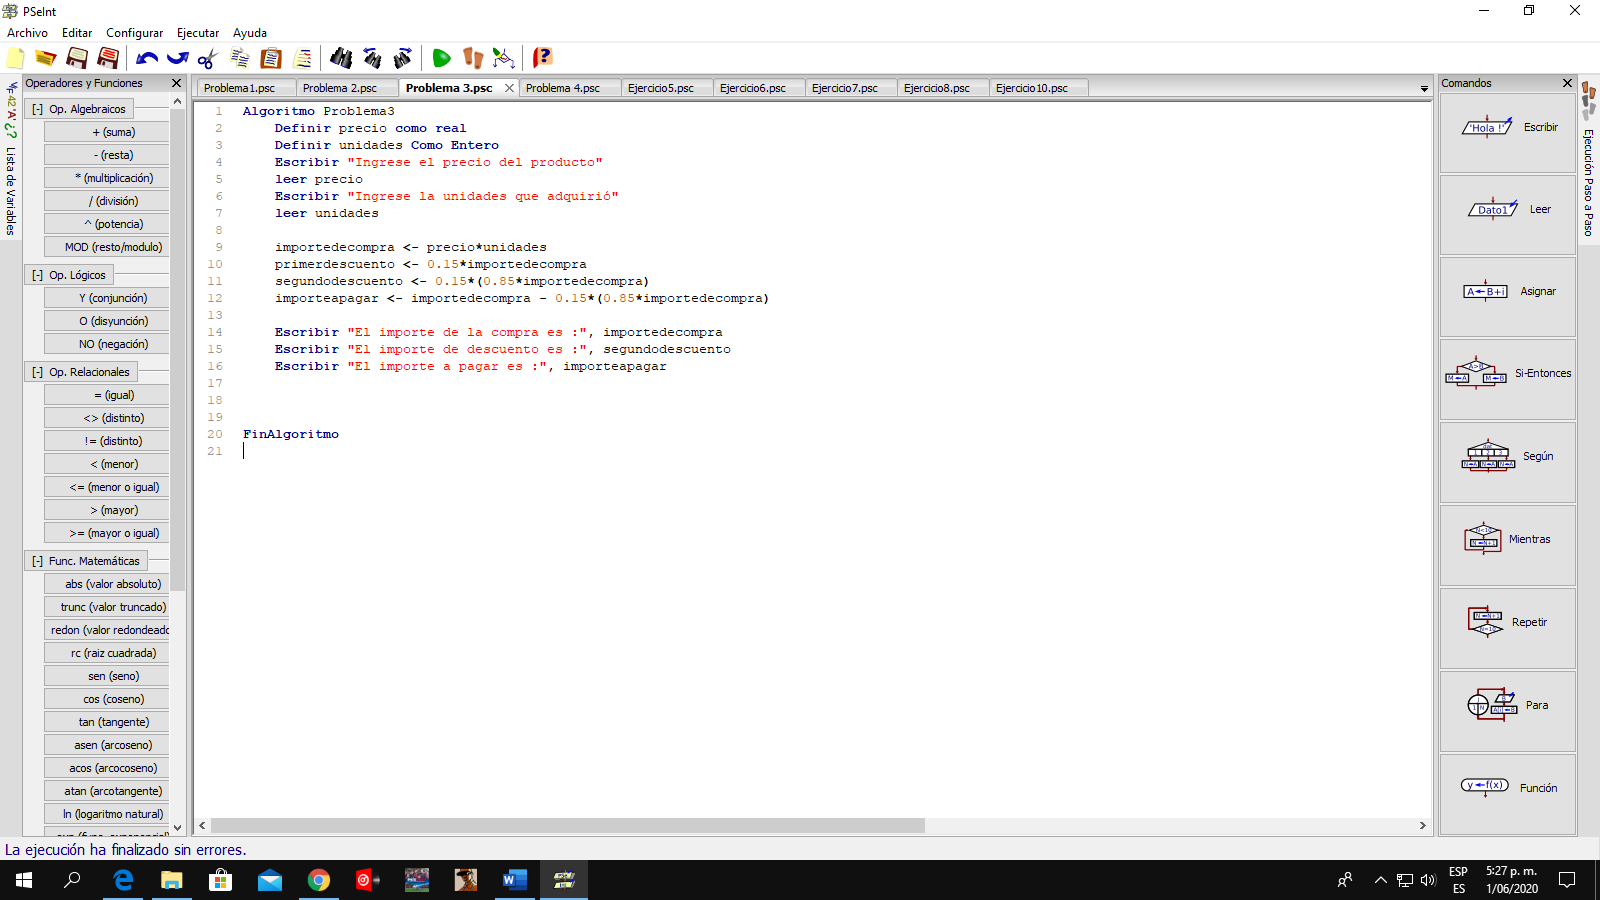 PSeInt
Archivo Editar Configurar Ejecutar Ayuda
Lista de Variables
Operadores y Funciones
[-] Op. Algebraicos
+ (suma)
- (resta)
* (multiplicación)
/ (división)
^ (potencia)
MOD (resto/modulo)
[-] Op. Lógicos
Y (conjunción)
O (disyunción)
NO (negación)
[-] Op. Relacionales
= (igual)
<> (distinto)
!= (distinto)
< (menor)
<= (menor o igual)
> (mayor)
>= (mayor o igual)
[-] Func. Matemáticas
abs (valor absoluto)
trunc (valor truncado)
redon (valor redondeado
rc (raiz cuadrada)
sen (seno)
cos (coseno)
tan (tangente)
asen (arcoseno)
acos (arcocoseno)
atan (arcotangente)
ln (logaritmo natural)
Problema1.psc Problema 2.psc Problema 3.psc Problema 4.psc Ejercicio5.psc Ejercicio6.psc Ejercicio7.psc Ejercicio8.psc Ejercicio10.psc
1 Algoritmo Problema3
2 Definir precio como real
3 Definir unidades Como Entero
4 Escribir "Ingrese el precio del producto"
5 leer precio
6 Escribir "Ingrese la unidades que adquirió"
7 leer unidades
8
9 importedecompra <- precio*unidades
10 primerdescuento <- 0.15*importedecompra
11 segundodescuento <- 0.15*(0.85*importedecompra)
12 importeapagar <- importedecompra - 0.15*(0.85*importedecompra)
13
14 Escribir "El importe de la compra es :", importedecompra
15 Escribir "El importe de descuento es :", segundodescuento
16 Escribir "El importe a pagar es :", importeapagar
17
18
19
20 FinAlgoritmo
21
Comandos
'Hola !' Escribir
Dato1 Leer
A←B+i Asignar
A>B M←A M←B Si-Entonces
Según
Mientras
Repetir
Para
y←f(x) Función
Ejecución Paso a Paso
La ejecución ha finalizado sin errores.
ESP
ES
5:27 p. m.
1/06/2020